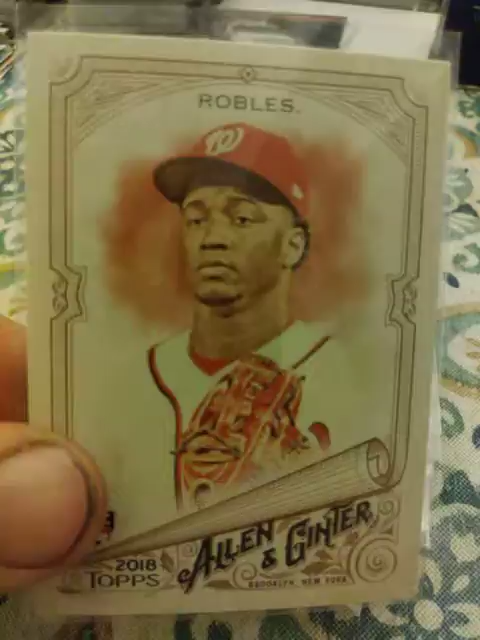 ROBLES
W
2018
TOPPS
ALLEN
& GINTER
BROOKLYN, NEW YORK